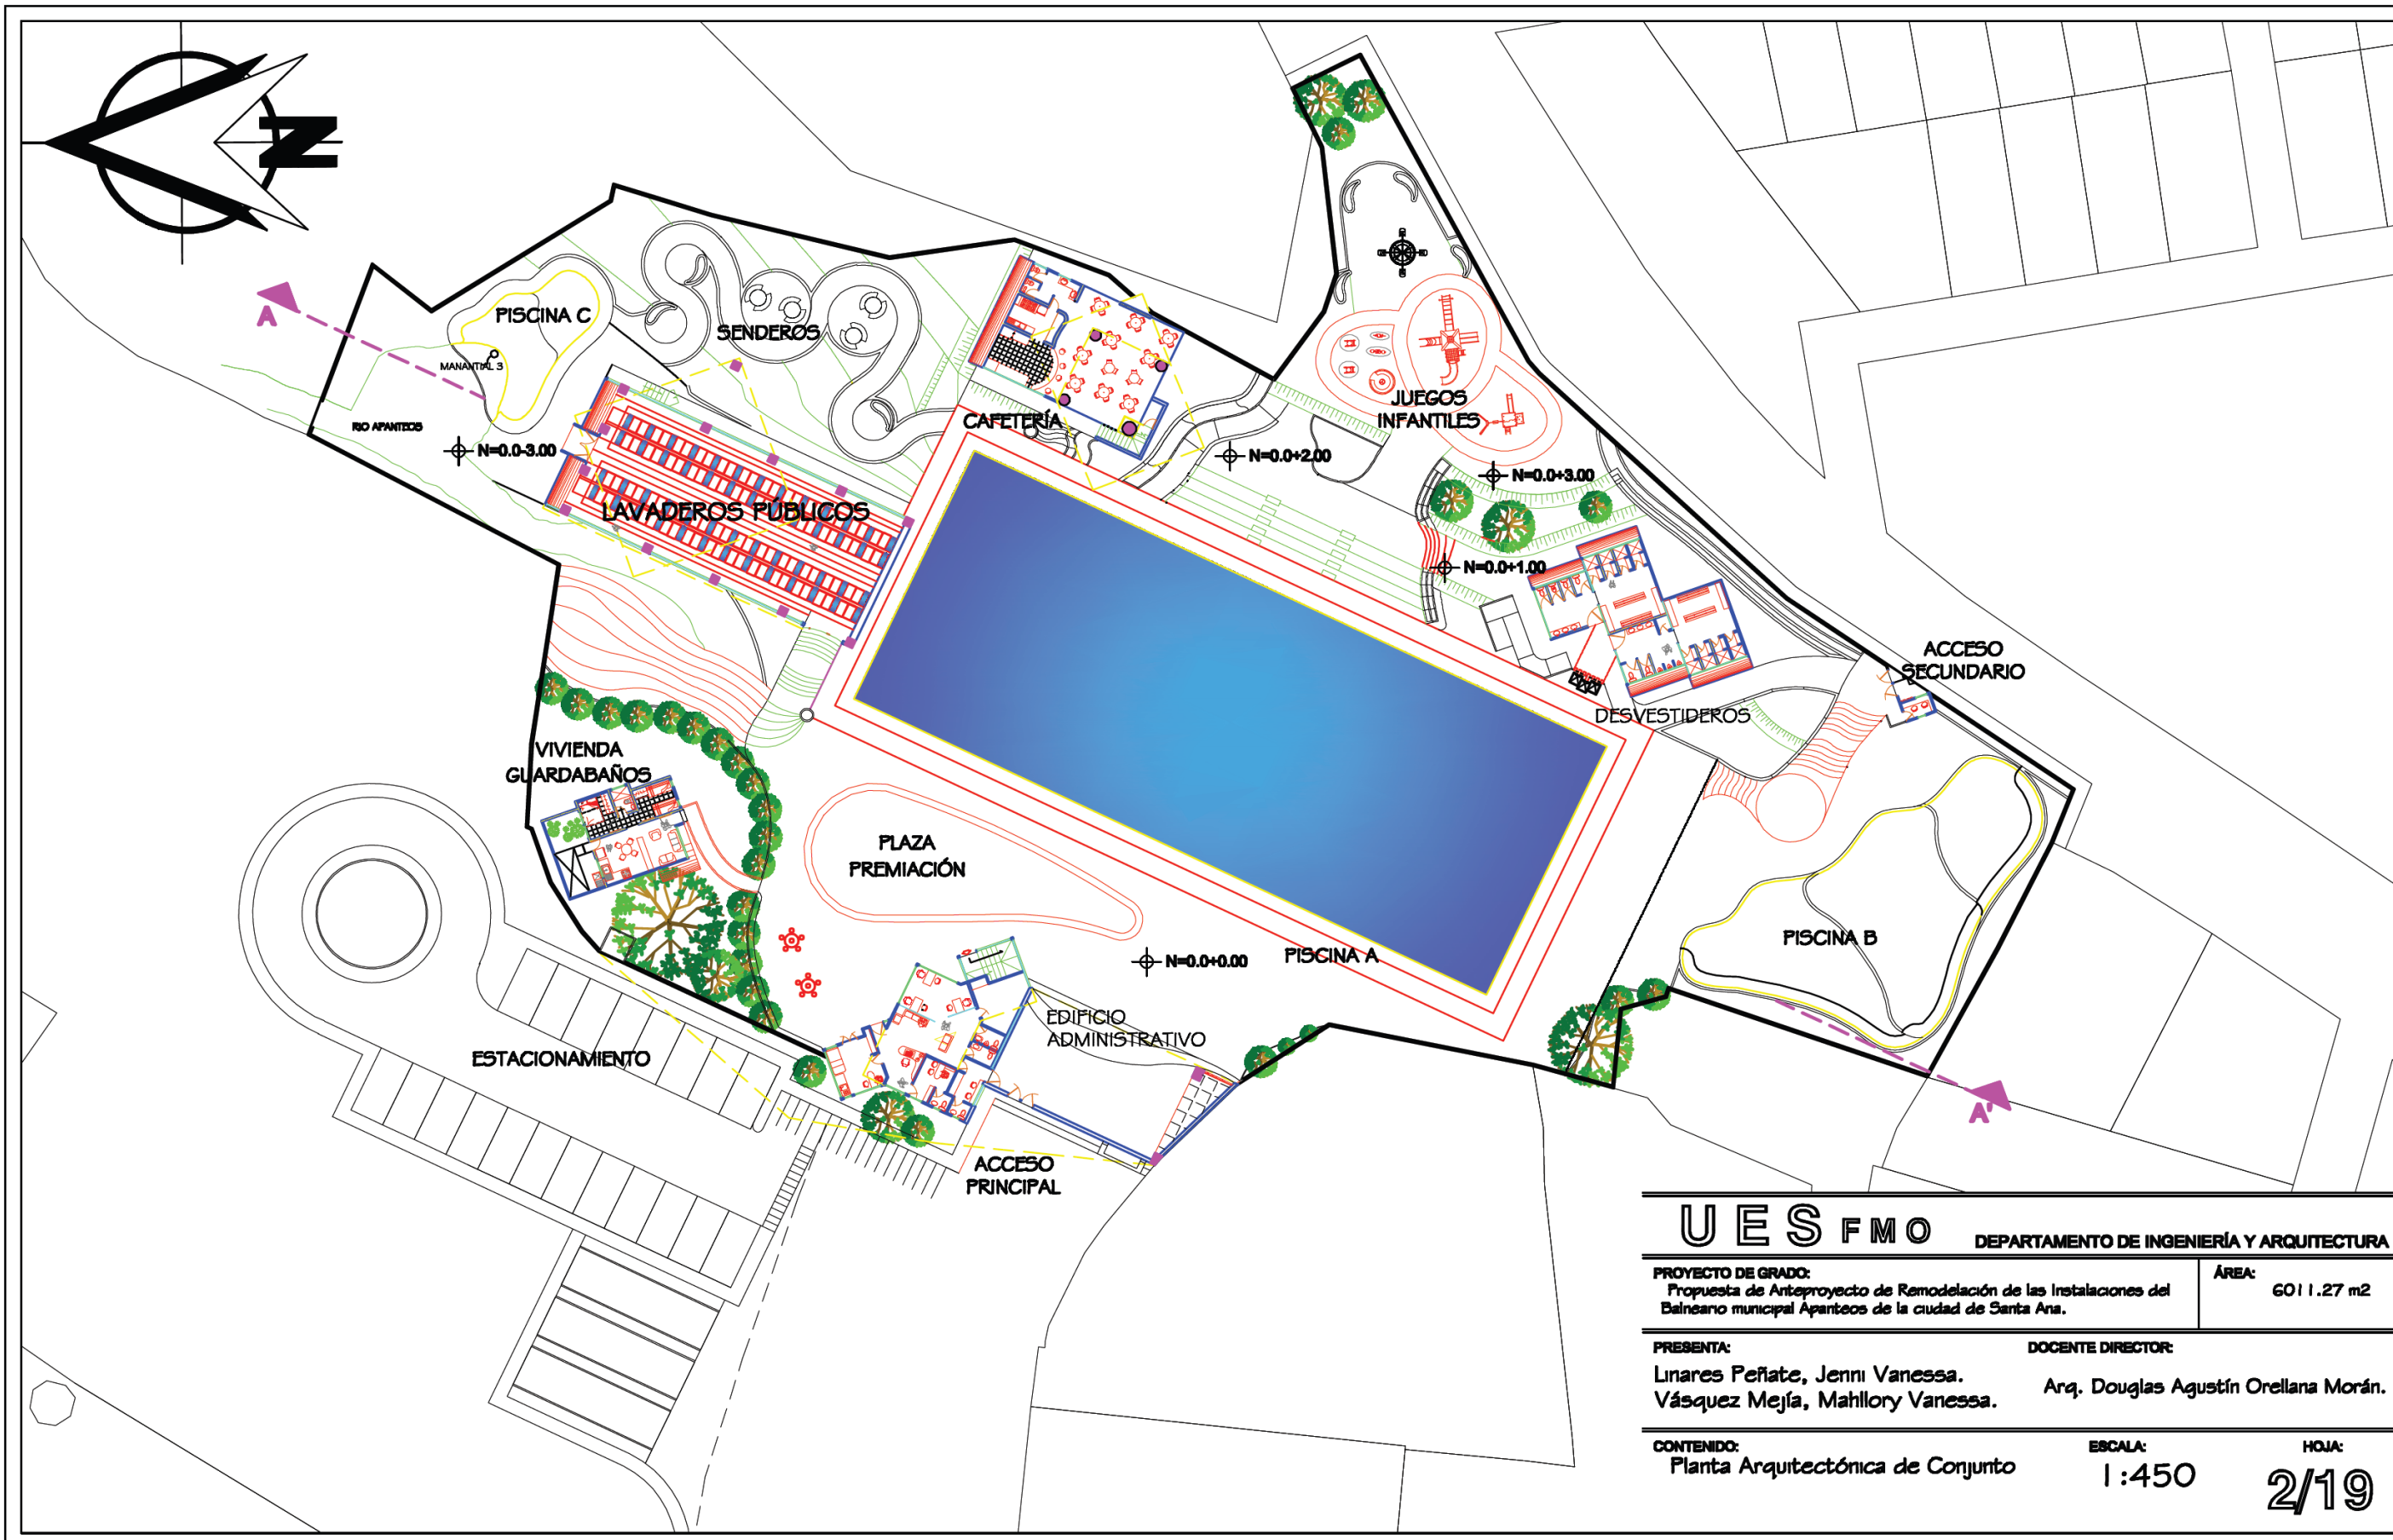 N
A
PISCINA C
MANANTIAL 3
RIO APANTEOS
SENDEROS
N=0.0-3.00
LAVADEROS PÚBLICOS
CAFETERÍA
N=0.0+2.00
JUEGOS
INFANTILES
N=0.0+3.00
N=0.0+1.00
ACCESO
SECUNDARIO
DESVESTIDEROS
VIVIENDA
GUARDABAÑOS
PLAZA
PREMIACIÓN
N=0.0+0.00
PISCINA A
PISCINA B
EDIFICIO
ADMINISTRATIVO
ESTACIONAMIENTO
A'
ACCESO
PRINCIPAL
UES FMO DEPARTAMENTO DE INGENIERÍA Y ARQUITECTURA
PROYECTO DE GRADO:
Propuesta de Anteproyecto de Remodelación de las Instalaciones del
Balneario municipal Apanteos de la ciudad de Santa Ana.
ÁREA:
6011.27 m2
PRESENTA:
Linares Peñate, Jenni Vanessa.
Vásquez Mejía, Mahllory Vanessa.
DOCENTE DIRECTOR:
Arq. Douglas Agustín Orellana Morán.
CONTENIDO:
Planta Arquitectónica de Conjunto
ESCALA:
1:450
HOJA:
2/19